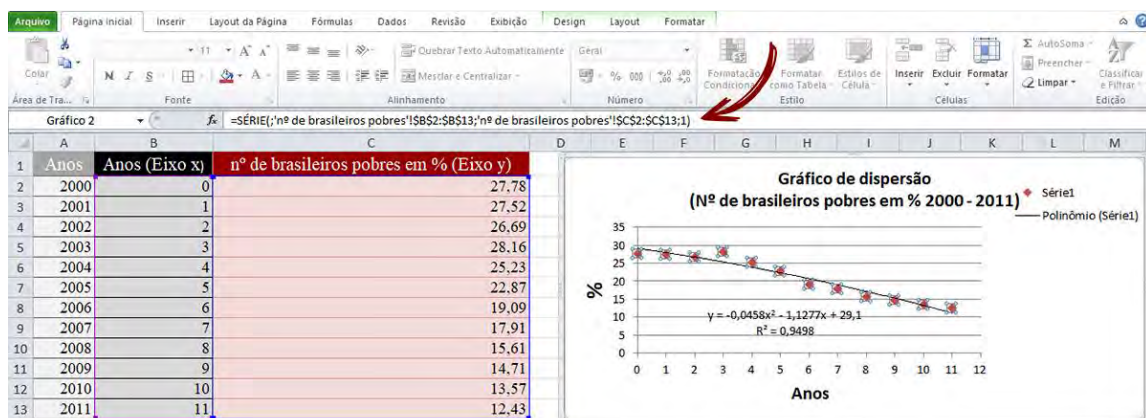 Arquivo Página Inicial Inserir Layout da Página Fórmulas Dados Revisão Exibição Design Layout Formatar
Colar
11 A A
N I S A
Quebrar Texto Automaticamente
Mesclar e Centralizar
Geral
% 000
Formatação Condicional
Formatar como Tabela
Estilos de Célula
Inserir Excluir Formatar
Σ AutoSoma
Preencher
Limpar
Classificar e Filtrar
Área de Tra... Fonte Alinhamento Número Estilo Células Edição
Gráfico 2 fx =SÉRIE(;'nº de brasileiros pobres'!$B$2:$B$13;'nº de brasileiros pobres'!$C$2:$C$13;1)
A B C D E F G H I J K L M
1 Anos Anos (Eixo x) nº de brasileiros pobres em % (Eixo y)
2 2000 0 27,78
3 2001 1 27,52
4 2002 2 26,69
5 2003 3 28,16
6 2004 4 25,23
7 2005 5 22,87
8 2006 6 19,09
9 2007 7 17,91
10 2008 8 15,61
11 2009 9 14,71
12 2010 10 13,57
13 2011 11 12,43
Gráfico de dispersão
(Nº de brasileiros pobres em % 2000 - 2011)
Série1
Polinômio (Série1)
35
30
25
20
15
10
5
0
%
y = -0,0458x² - 1,1277x + 29,1
R² = 0,9498
0 1 2 3 4 5 6 7 8 9 10 11 12
Anos